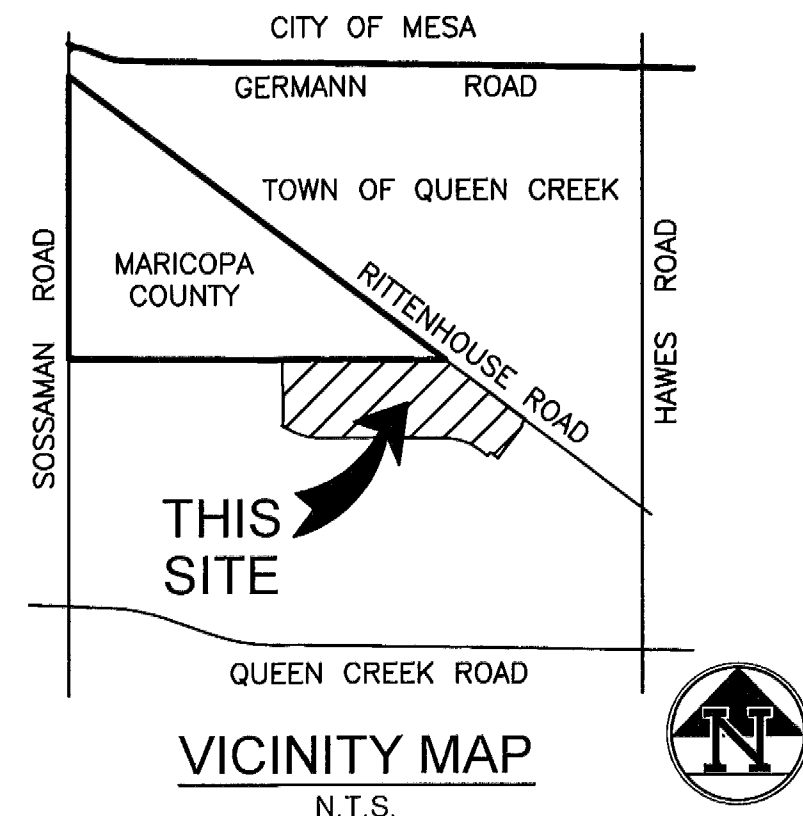 CITY OF MESA
GERMANN ROAD
TOWN OF QUEEN CREEK
MARICOPA
COUNTY
RITTENHOUSE ROAD
SOSSAMAN ROAD
HAWES ROAD
THIS
SITE
QUEEN CREEK ROAD
N
VICINITY MAP
N.T.S.